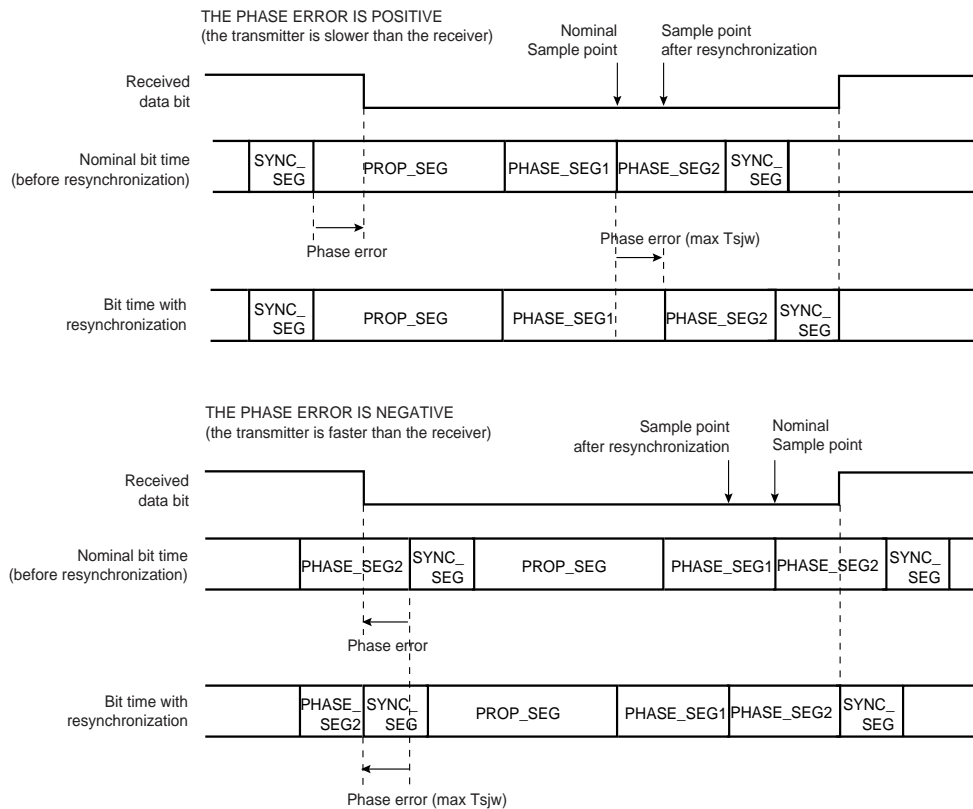 THE PHASE ERROR IS POSITIVE
(the transmitter is slower than the receiver)
Nominal
Sample point
Sample point
after resynchronization
Received
data bit
Nominal bit time
(before resynchronization)
SYNC_
SEG
PROP_SEG
PHASE_SEG1
PHASE_SEG2
SYNC_
SEG
Phase error
Phase error (max Tsjw)
Bit time with
resynchronization
SYNC_
SEG
PROP_SEG
PHASE_SEG1
PHASE_SEG2
SYNC_
SEG
THE PHASE ERROR IS NEGATIVE
(the transmitter is faster than the receiver)
Sample point
after resynchronization
Nominal
Sample point
Received
data bit
Nominal bit time
(before resynchronization)
PHASE_SEG2
SYNC_
SEG
PROP_SEG
PHASE_SEG1
PHASE_SEG2
SYNC_
SEG
Phase error
Bit time with
resynchronization
PHASE_
SEG2
SYNC_
SEG
PROP_SEG
PHASE_SEG1
PHASE_SEG2
SYNC_
SEG
Phase error (max Tsjw)